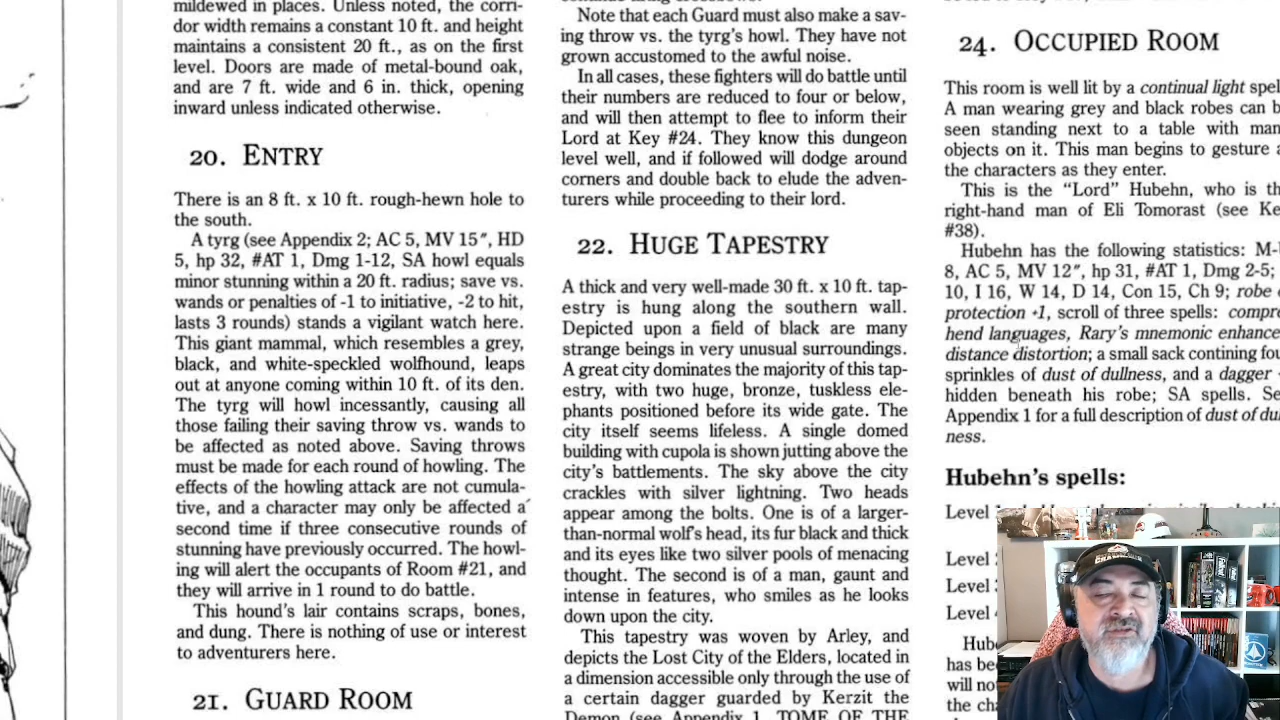 mildewed in places. Unless noted, the corri-
dor width remains a constant 10 ft. and height
maintains a consistent 20 ft., as on the first
level. Doors are made of metal-bound oak,
and are 7 ft. wide and 6 in. thick, opening
inward unless indicated otherwise.
20. ENTRY
There is an 8 ft. x 10 ft. rough-hewn hole to
the south.
A tyrg (see Appendix 2; AC 5, MV 15″, HD
5, hp 32, #AT 1, Dmg 1-12, SA howl equals
minor stunning within a 20 ft. radius; save vs.
wands or penalties of -1 to initiative, -2 to hit,
lasts 3 rounds) stands a vigilant watch here.
This giant mammal, which resembles a grey,
black, and white-speckled wolfhound, leaps
out at anyone coming within 10 ft. of its den.
The tyrg will howl incessantly, causing all
those failing their saving throw vs. wands to
be affected as noted above. Saving throws
must be made for each round of howling. The
effects of the howling attack are not cumula-
tive, and a character may only be affected a
second time if three consecutive rounds of
stunning have previously occurred. The howl-
ing will alert the occupants of Room #21, and
they will arrive in 1 round to do battle.
This hound's lair contains scraps, bones,
and dung. There is nothing of use or interest
to adventurers here.
21. GUARD ROOM
Note that each Guard must also make a sav-
ing throw vs. the tyrg's howl. They have not
grown accustomed to the awful noise.
In all cases, these fighters will do battle until
their numbers are reduced to four or below,
and will then attempt to flee to inform their
Lord at Key #24. They know this dungeon
level well, and if followed will dodge around
corners and double back to elude the adven-
turers while proceeding to their lord.
22. HUGE TAPESTRY
A thick and very well-made 30 ft. x 10 ft. tap-
estry is hung along the southern wall.
Depicted upon a field of black are many
strange beings in very unusual surroundings.
A great city dominates the majority of this tap-
estry, with two huge, bronze, tuskless ele-
phants positioned before its wide gate. The
city itself seems lifeless. A single domed
building with cupola is shown jutting above the
city's battlements. The sky above the city
crackles with silver lightning. Two heads
appear among the bolts. One is of a larger-
than-normal wolf's head, its fur black and thick
and its eyes like two silver pools of menacing
thought. The second is of a man, gaunt and
intense in features, who smiles as he looks
down upon the city.
This tapestry was woven by Arley, and
depicts the Lost City of the Elders, located in
a dimension accessible only through the use of
a certain dagger guarded by Kerzit the
Demon (see Appendix 1, TOME OF THE
24. OCCUPIED ROOM
This room is well lit by a continual light spel
A man wearing grey and black robes can b
seen standing next to a table with man
objects on it. This man begins to gesture a
the characters as they enter.
This is the "Lord" Hubehn, who is th
right-hand man of Eli Tomorast (see Ke
#38).
Hubehn has the following statistics: M-
8, AC 5, MV 12″, hp 31, #AT 1, Dmg 2-5;
10, I 16, W 14, D 14, Con 15, Ch 9; robe
protection +1, scroll of three spells: compre
hend languages, Rary's mnemonic enhance
distance distortion; a small sack contining fou
sprinkles of dust of dullness, and a dagger
hidden beneath his robe; SA spells. Se
Appendix 1 for a full description of dust of dul
ness.
Hubehn's spells:
Level
Level
Level
Level
Hub
has be
will no
the cha